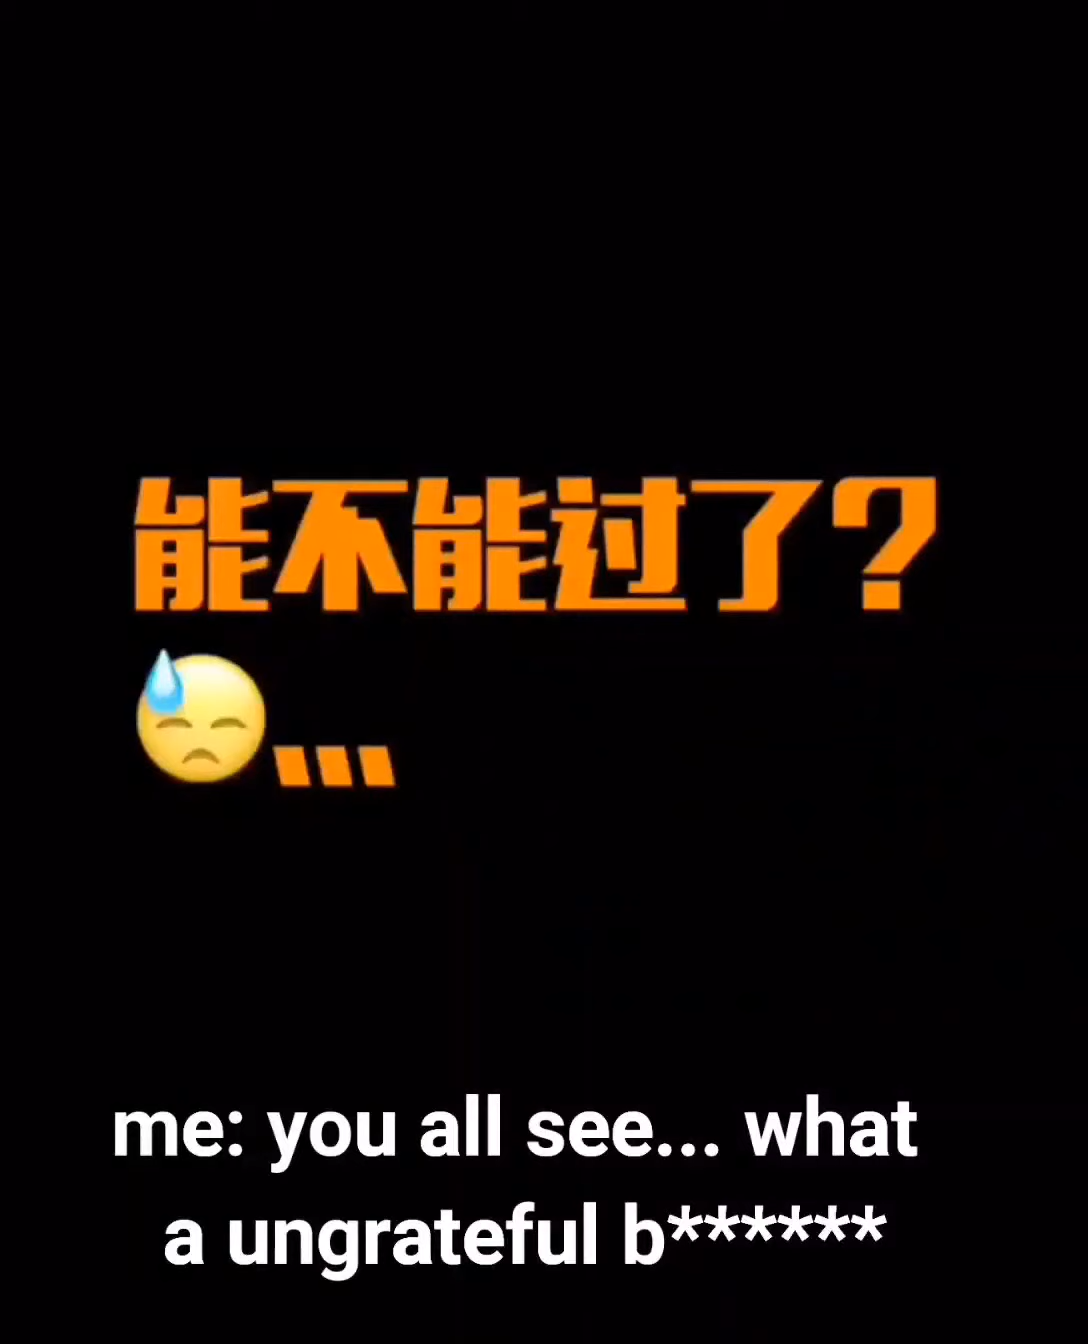 能不能过了?
😓...
me: you all see... what
a ungrateful b******